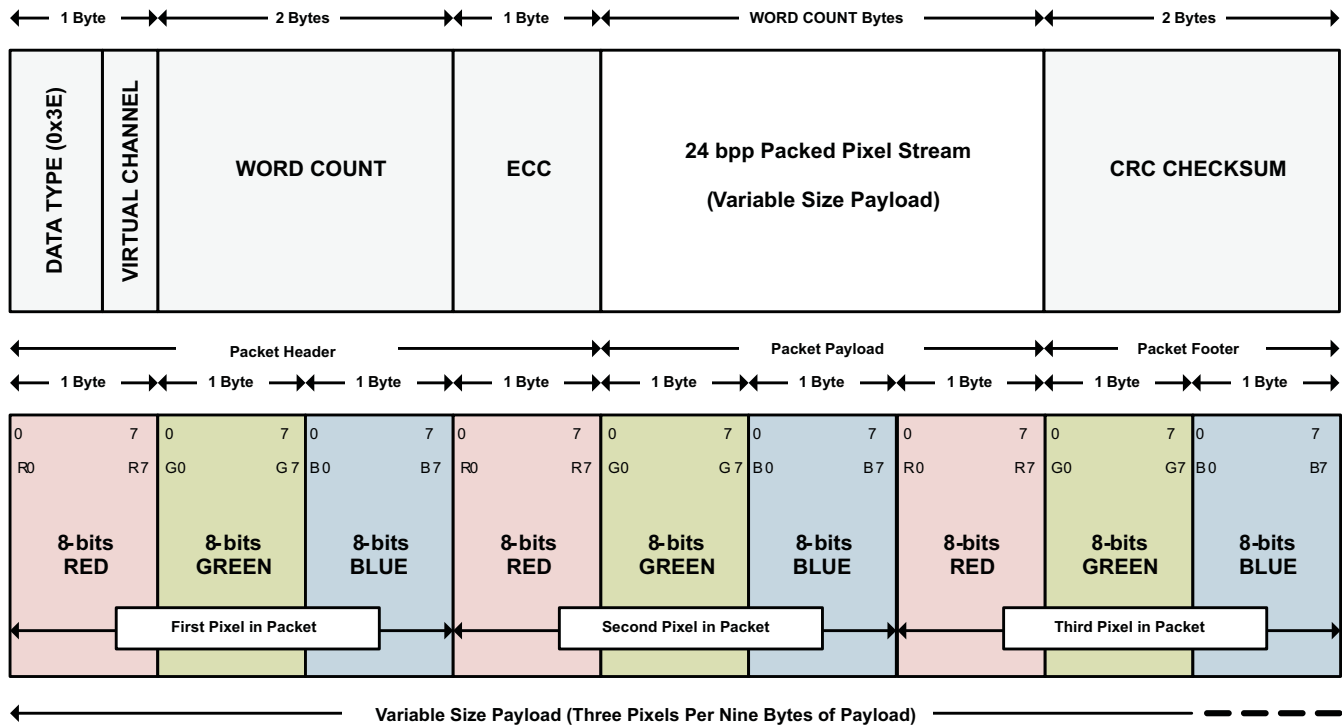 1 Byte 2 Bytes 1 Byte WORD COUNT Bytes 2 Bytes
DATA TYPE (0x3E)
VIRTUAL CHANNEL
WORD COUNT
ECC
24 bpp Packed Pixel Stream
(Variable Size Payload)
CRC CHECKSUM
Packet Header Packet Payload Packet Footer
1 Byte 1 Byte 1 Byte 1 Byte 1 Byte 1 Byte 1 Byte 1 Byte 1 Byte
0 7 0 7 0 7 0 7 0 7 0 7 0 7 0 7 0 7
R0 R7 G0 G7 B0 B7 R0 R7 G0 G7 B0 B7 R0 R7 G0 G7 B0 B7
8-bits 8-bits 8-bits 8-bits 8-bits 8-bits 8-bits 8-bits 8-bits
RED GREEN BLUE RED GREEN BLUE RED GREEN BLUE
First Pixel in Packet Second Pixel in Packet Third Pixel in Packet
Variable Size Payload (Three Pixels Per Nine Bytes of Payload)